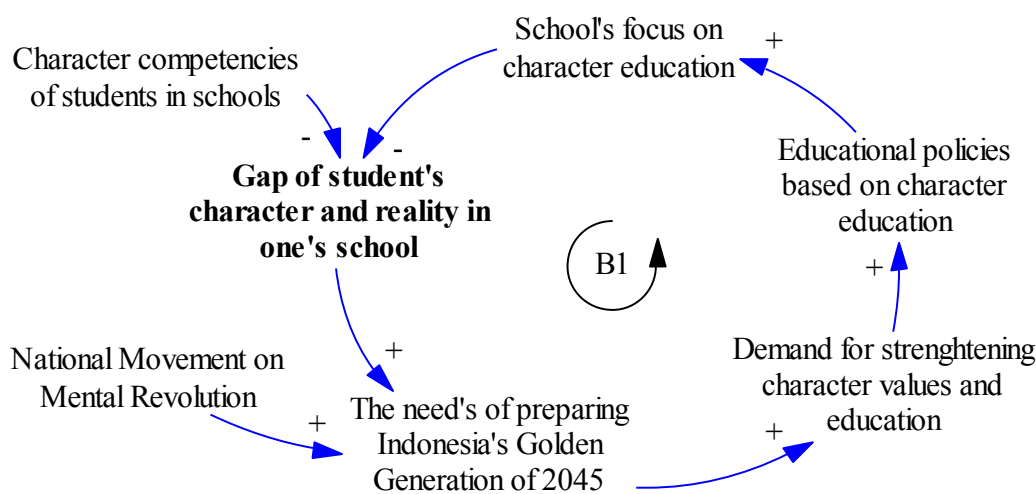 School's focus on
character education
+
Character competencies
of students in schools
-
-
Gap of student's
character and reality in
one's school
Educational policies
based on character
education
B1
+
+
National Movement on
Mental Revolution
+
The need's of preparing
Indonesia's Golden
Generation of 2045
Demand for strenghtening
character values and
education
+